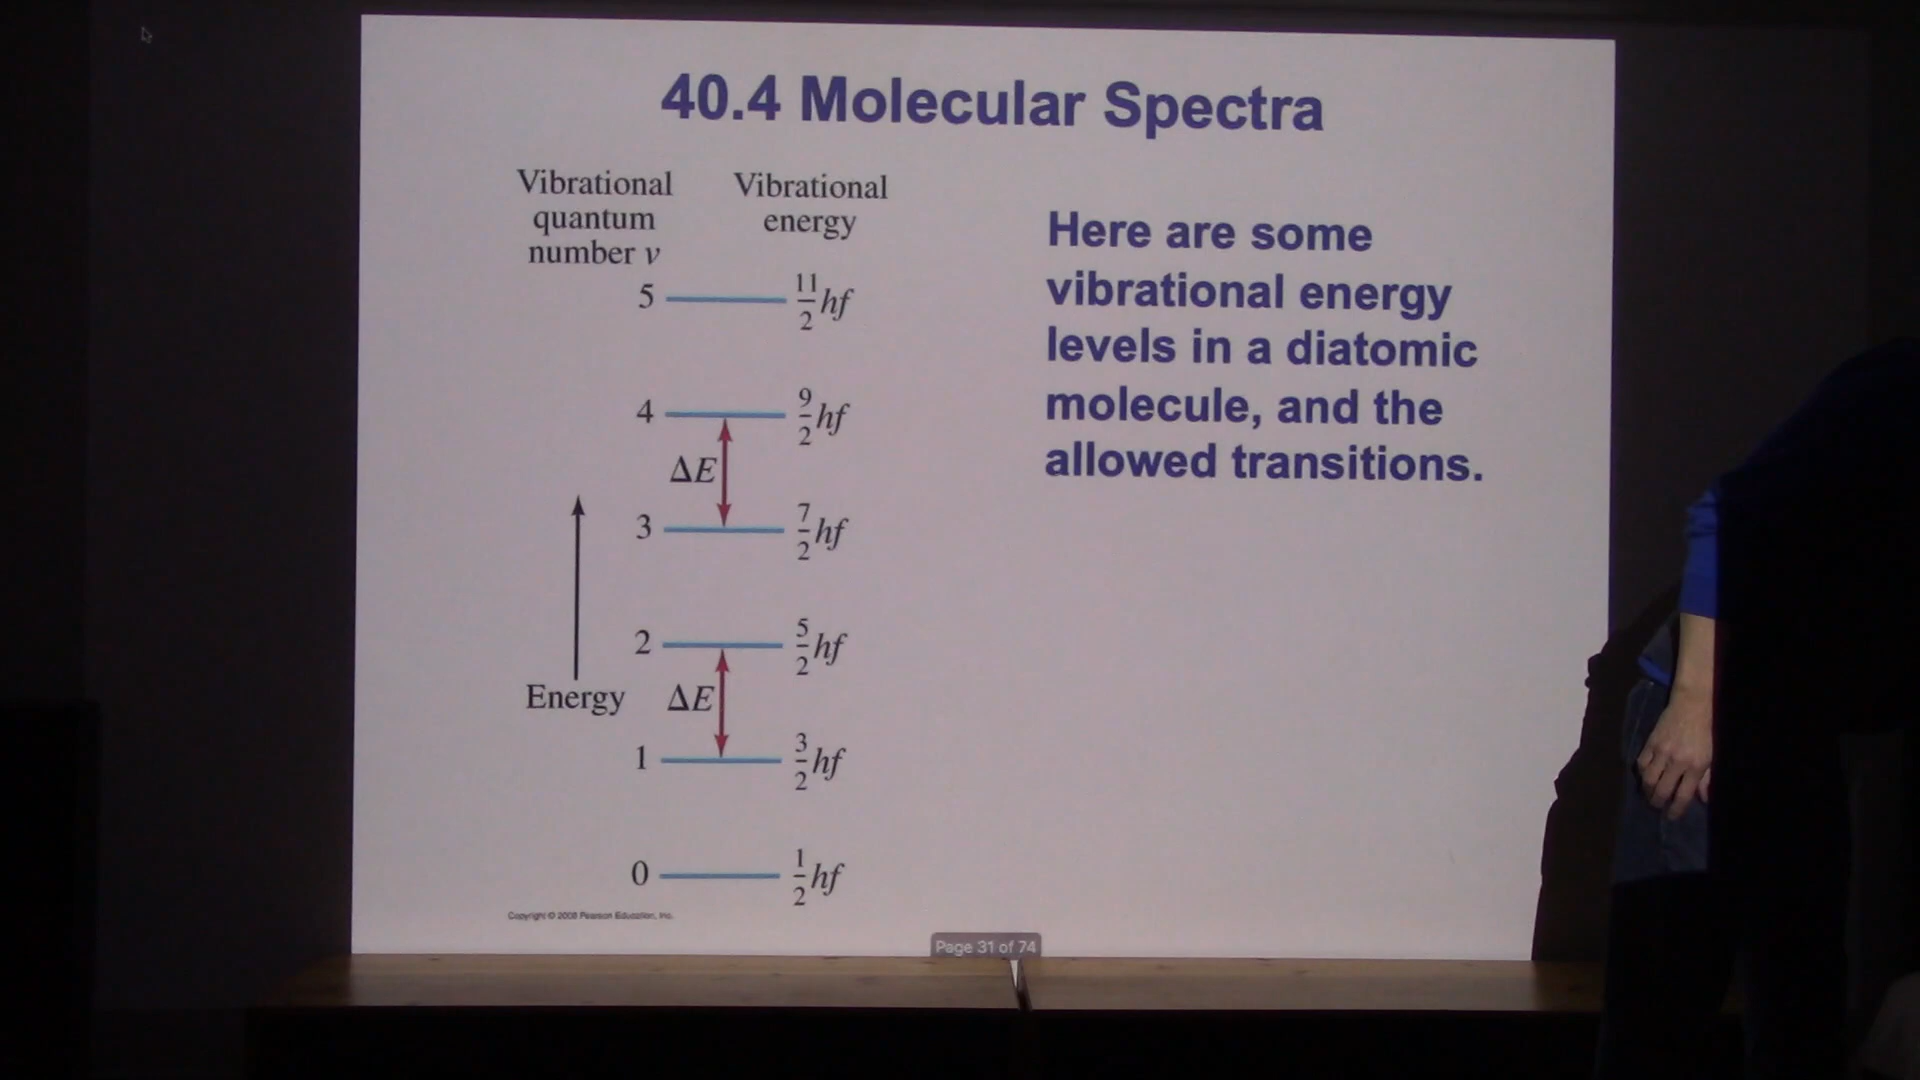 40.4 Molecular Spectra
Vibrational
quantum
number v
Vibrational
energy
5 11/2 hf
4 9/2 hf
ΔE
3 7/2 hf
2 5/2 hf
Energy
ΔE
1 3/2 hf
0 1/2 hf
Copyright © 2008 Pearson Education, Inc.
Here are some
vibrational energy
levels in a diatomic
molecule, and the
allowed transitions.
Page 31 of 74